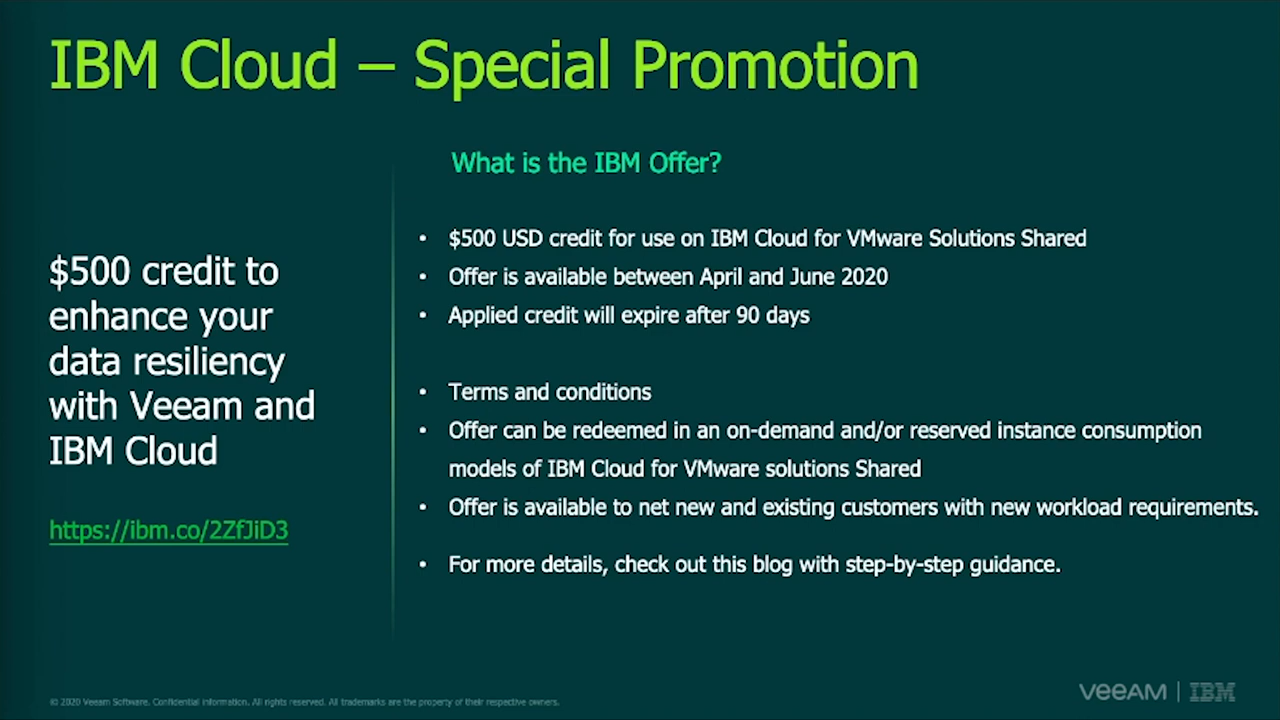 IBM Cloud – Special Promotion
$500 credit to
enhance your
data resiliency
with Veeam and
IBM Cloud
https://ibm.co/2ZfJiD3
What is the IBM Offer?
• $500 USD credit for use on IBM Cloud for VMware Solutions Shared
• Offer is available between April and June 2020
• Applied credit will expire after 90 days
• Terms and conditions
• Offer can be redeemed in an on-demand and/or reserved instance consumption
models of IBM Cloud for VMware solutions Shared
• Offer is available to net new and existing customers with new workload requirements.
• For more details, check out this blog with step-by-step guidance.
© 2020 Veeam Software. Confidential information. All rights reserved. All trademarks are the property of their respective owners.
VEEAM | IBM